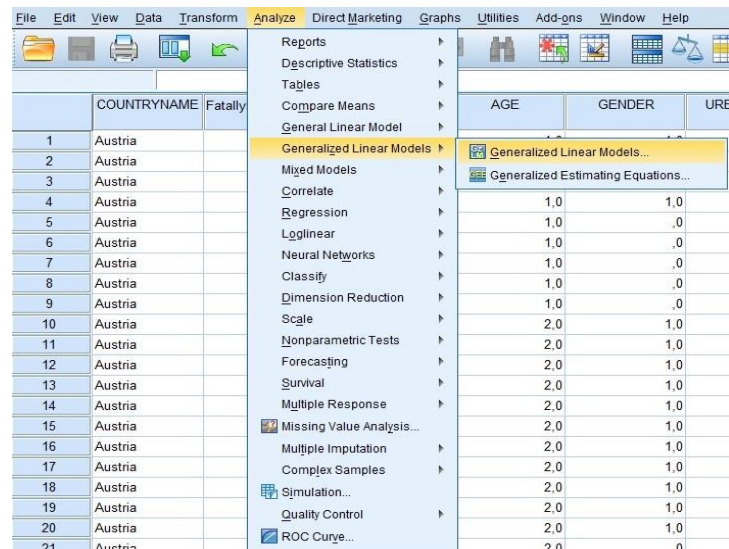 File Edit View Data Transform Analyze Direct Marketing Graphs Utilities Add-ons Window Help
COUNTRYNAME Fatally AGE GENDER URB
Reports
Descriptive Statistics
Tables
Compare Means
General Linear Model
Generalized Linear Models
Generalized Linear Models...
Generalized Estimating Equations...
Mixed Models
Correlate
Regression
Loglinear
Neural Networks
Classify
Dimension Reduction
Scale
Nonparametric Tests
Forecasting
Survival
Multiple Response
Missing Value Analysis...
Multiple Imputation
Complex Samples
Simulation...
Quality Control
ROC Curve...
1 Austria
2 Austria
3 Austria
4 Austria 1,0 1,0
5 Austria 1,0 ,0
6 Austria 1,0 ,0
7 Austria 1,0 ,0
8 Austria 1,0 ,0
9 Austria 1,0 ,0
10 Austria 2,0 1,0
11 Austria 2,0 1,0
12 Austria 2,0 1,0
13 Austria 2,0 1,0
14 Austria 2,0 1,0
15 Austria 2,0 1,0
16 Austria 2,0 1,0
17 Austria 2,0 1,0
18 Austria 2,0 1,0
19 Austria 2,0 1,0
20 Austria 2,0 1,0
21 Austria 2,0 ,0